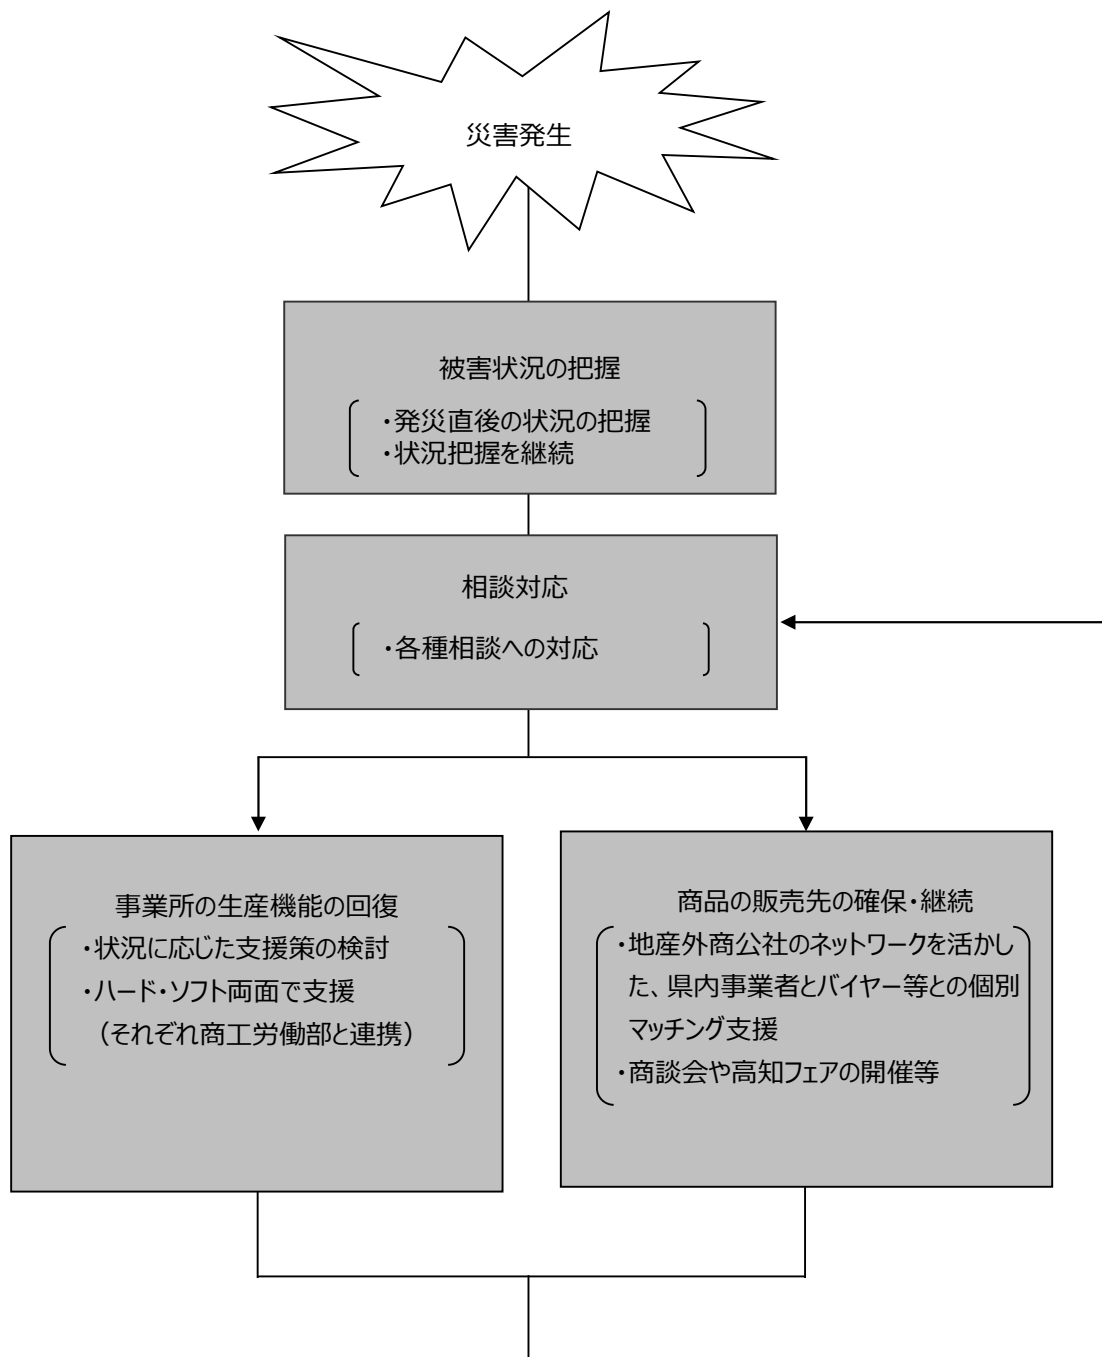 災害発生
被害状況の把握
・発災直後の状況の把握
・状況把握を継続
相談対応
・各種相談への対応
事業所の生産機能の回復
・状況に応じた支援策の検討
・ハード・ソフト両面で支援
（それぞれ商工労働部と連携）
商品の販売先の確保・継続
・地産外商公社のネットワークを活かし
た、県内事業者とバイヤー等との個別
マッチング支援
・商談会や高知フェアの開催等